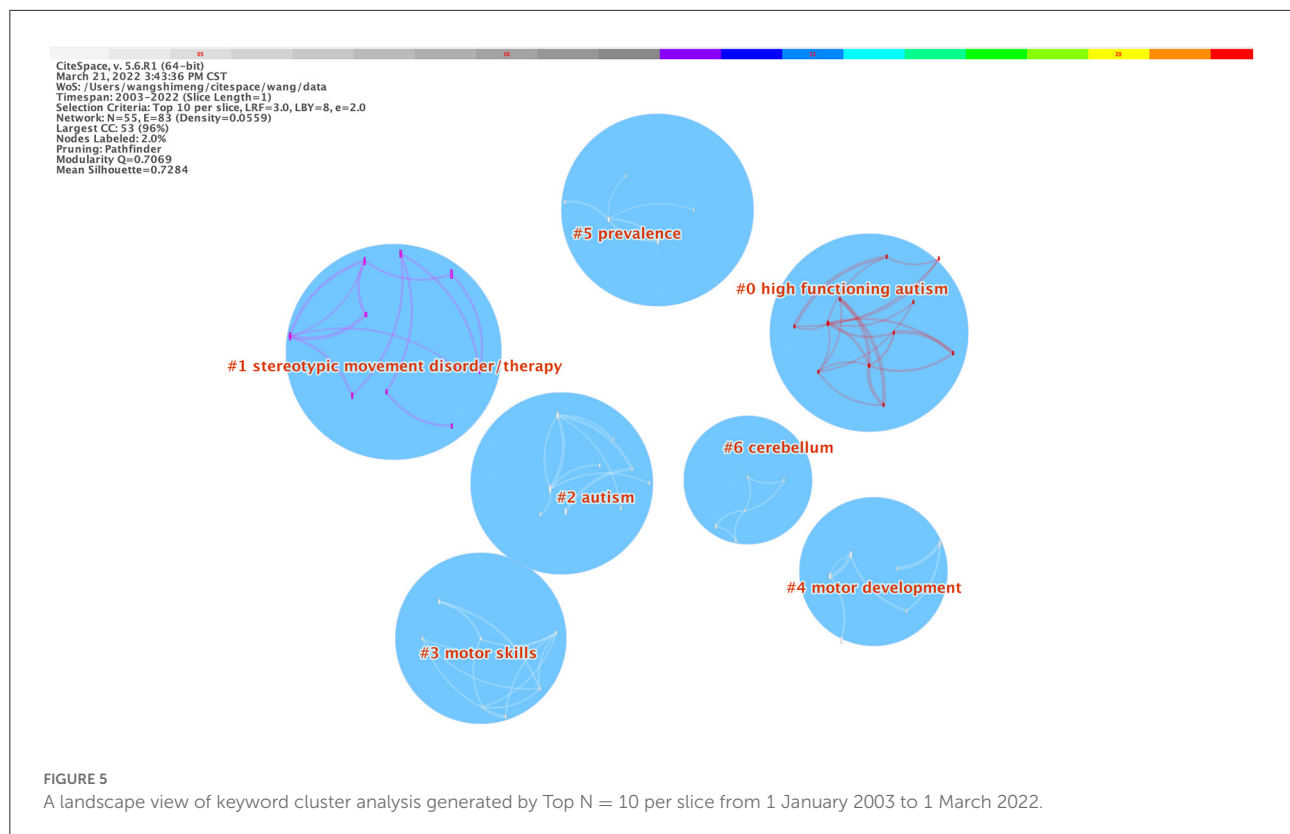 05 10 15 20
CiteSpace, v. 5.6.R1 (64-bit)
March 21, 2022 3:43:36 PM CST
WoS: /Users/wangshimeng/citespace/wang/data
Timespan: 2003-2022 (Slice Length=1)
Selection Criteria: Top 10 per slice, LRF=3.0, LBY=8, e=2.0
Network: N=55, E=83 (Density=0.0559)
Largest CC: 53 (96%)
Nodes Labeled: 2.0%
Pruning: Pathfinder
Modularity Q=0.7069
Mean Silhouette=0.7284
#5 prevalence
#0 high functioning autism
#1 stereotypic movement disorder/therapy
#6 cerebellum
#2 autism
#4 motor development
#3 motor skills
FIGURE 5
A landscape view of keyword cluster analysis generated by Top N = 10 per slice from 1 January 2003 to 1 March 2022.